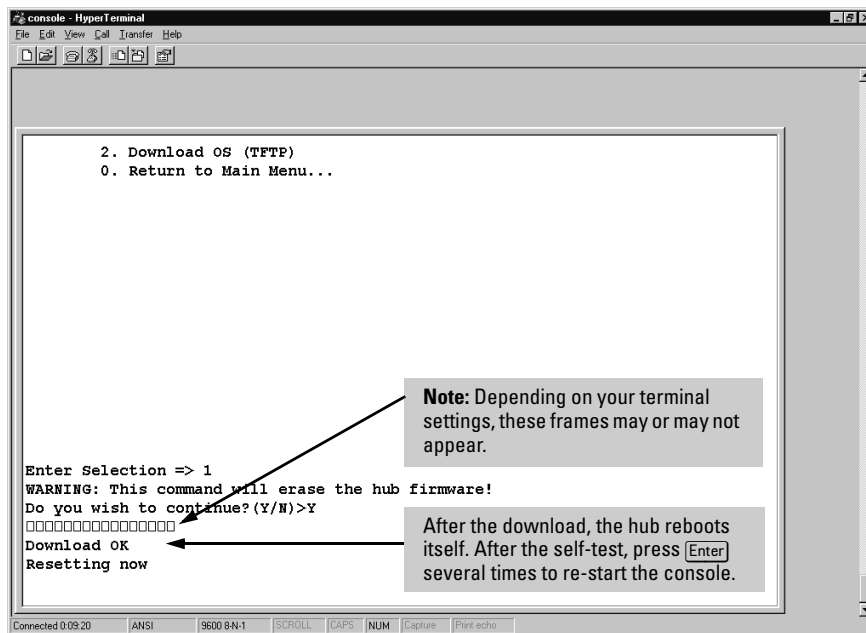 console - HyperTerminal
File Edit View Call Transfer Help
2. Download OS (TFTP)
0. Return to Main Menu...
Note: Depending on your terminal
settings, these frames may or may not
appear.
Enter Selection => 1
WARNING: This command will erase the hub firmware!
Do you wish to continue?(Y/N)>Y
□□□□□□□□□□□□□□□□
Download OK
Resetting now
After the download, the hub reboots
itself. After the self-test, press Enter
several times to re-start the console.
Connected 0:09:20 ANSI 9600 8-N-1 SCROLL CAPS NUM Capture Print echo